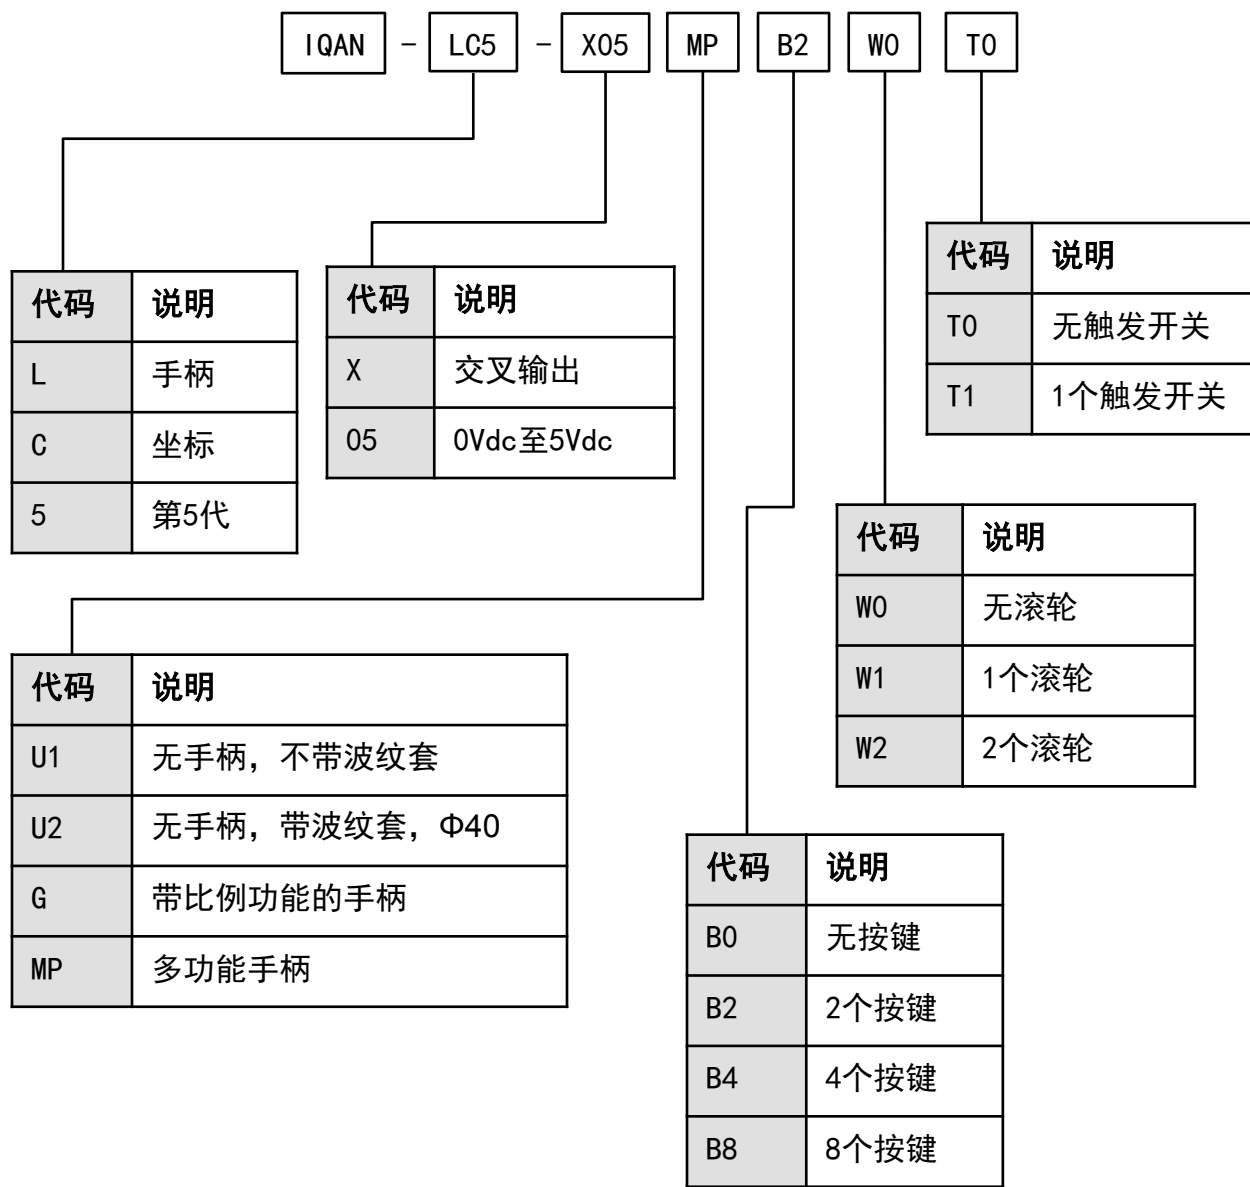 IQAN - LC5 - X05 MP B2 W0 T0
代码 说明
L 手柄
C 坐标
5 第5代
代码 说明
X 交叉输出
05 0Vdc至5Vdc
代码 说明
T0 无触发开关
T1 1个触发开关
代码 说明
W0 无滚轮
W1 1个滚轮
W2 2个滚轮
代码 说明
U1 无手柄，不带波纹套
U2 无手柄，带波纹套，Φ40
G 带比例功能的手柄
MP 多功能手柄
代码 说明
B0 无按键
B2 2个按键
B4 4个按键
B8 8个按键